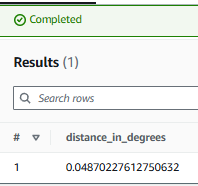 Completed
Results (1)
Search rows
# distance_in_degrees
1 0.04870227612750632